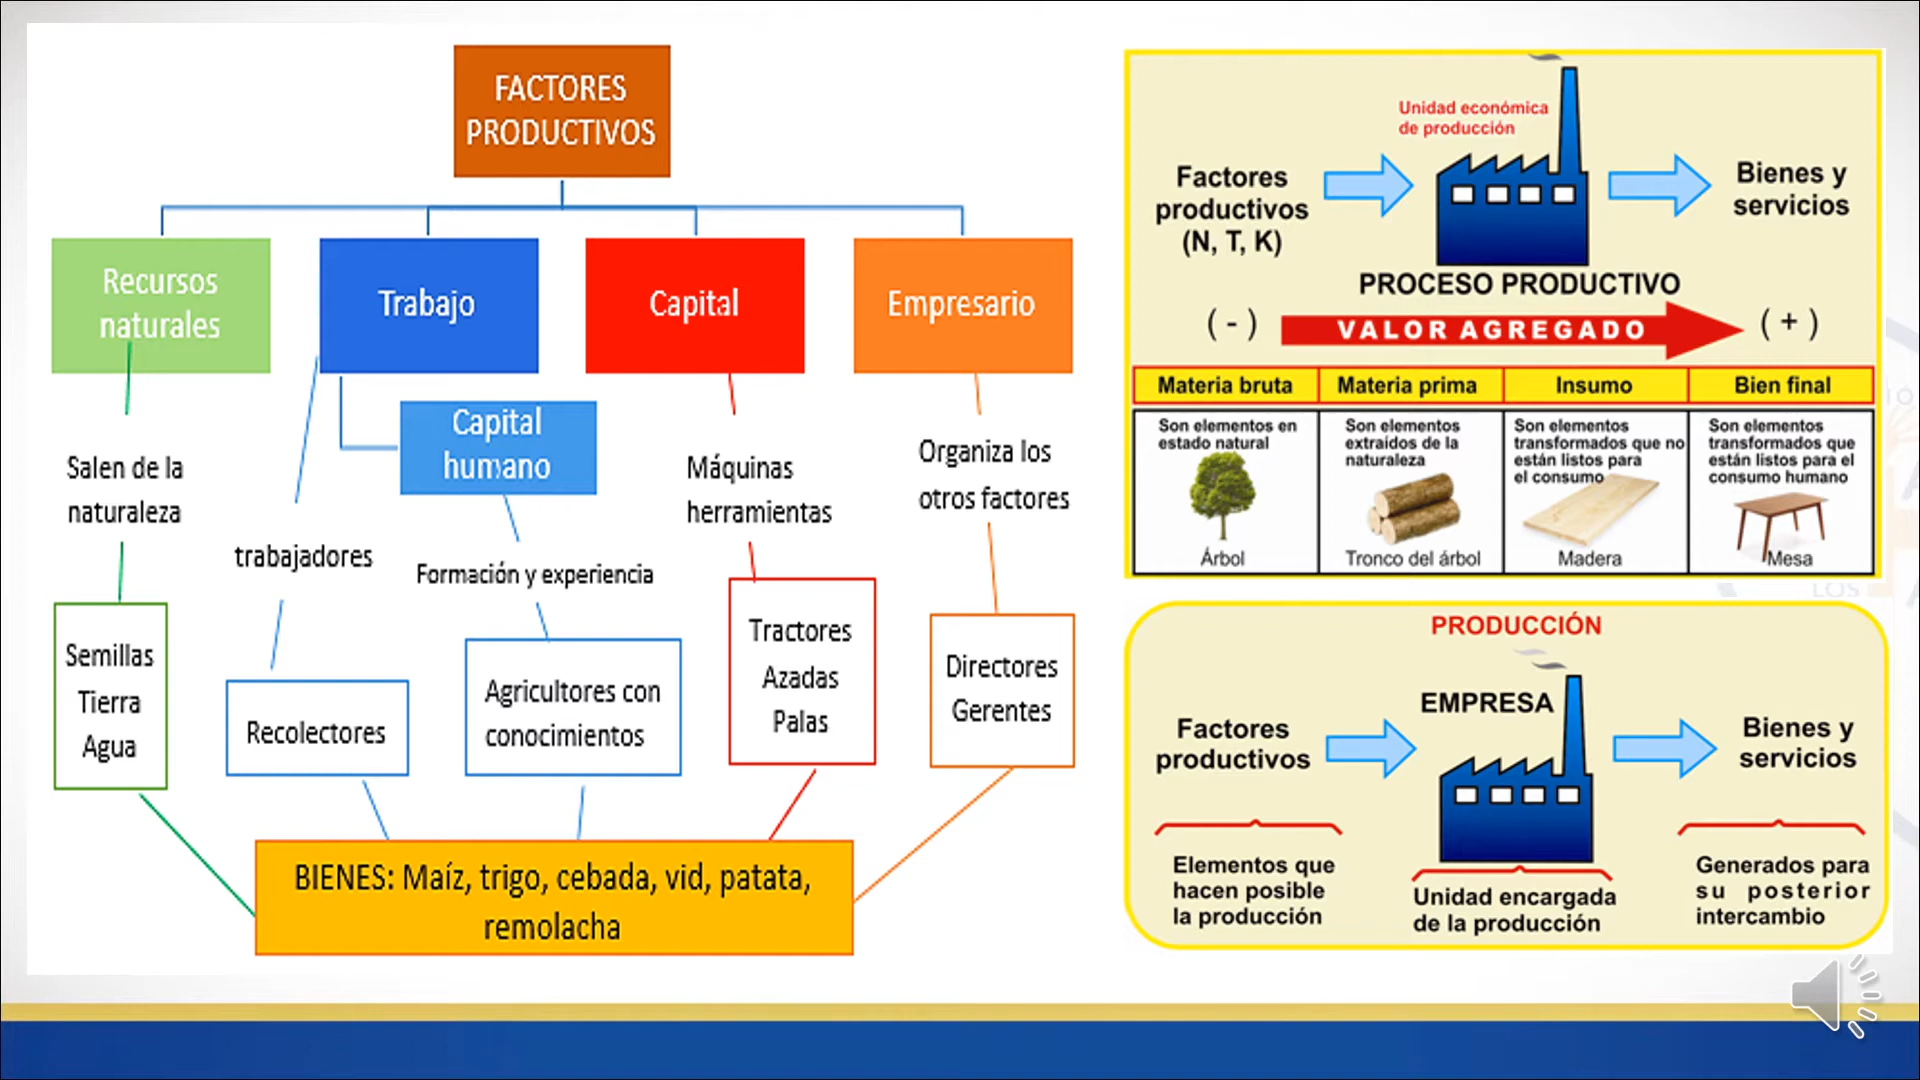 FACTORES
PRODUCTIVOS
Recursos
naturales
Trabajo
Capital
Empresario
Capital
humano
Salen de la
naturaleza
trabajadores
Formación y experiencia
Máquinas
herramientas
Organiza los
otros factores
Semillas
Tierra
Agua
Recolectores
Agricultores con
conocimientos
Tractores
Azadas
Palas
Directores
Gerentes
BIENES: Maíz, trigo, cebada, vid, patata,
remolacha
Unidad económica
de producción
Factores
productivos
(N, T, K)
Bienes y
servicios
PROCESO PRODUCTIVO
( - )
VALOR AGREGADO
( + )
Materia bruta
Materia prima
Insumo
Bien final
Son elementos en
estado natural
Árbol
Son elementos
extraídos de la
naturaleza
Tronco del árbol
Son elementos
transformados que no
están listos para
el consumo
Madera
Son elementos
transformados que
están listos para el
consumo humano
Mesa
PRODUCCIÓN
EMPRESA
Factores
productivos
Bienes y
servicios
Elementos que
hacen posible
la producción
Unidad encargada
de la producción
Generados para
su posterior
intercambio
LOS